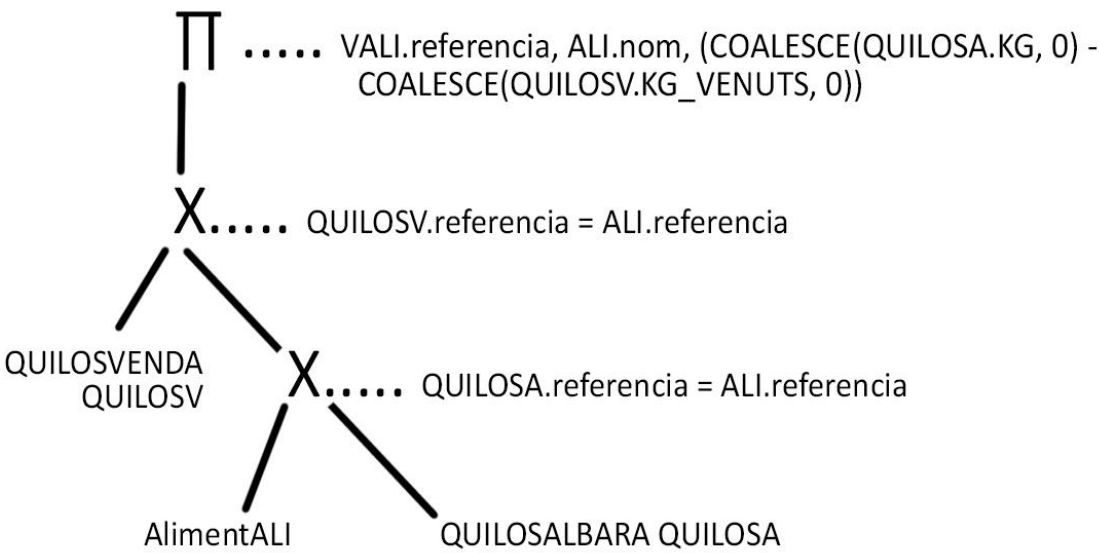 ∏ ..... VALI.referencia, ALI.nom, (COALESCE(QUILOSA.KG, 0) -
COALESCE(QUILOSV.KG_VENUTS, 0))
X..... QUILOSV.referencia = ALI.referencia
QUILOSVENDA
QUILOSV
X..... QUILOSA.referencia = ALI.referencia
AlimentALI
QUILOSALBARA QUILOSA